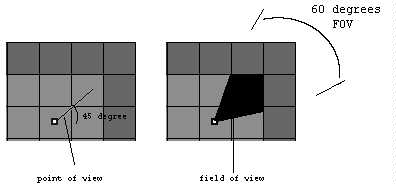 60 degrees
FOV
45 degree
point of view
field of view